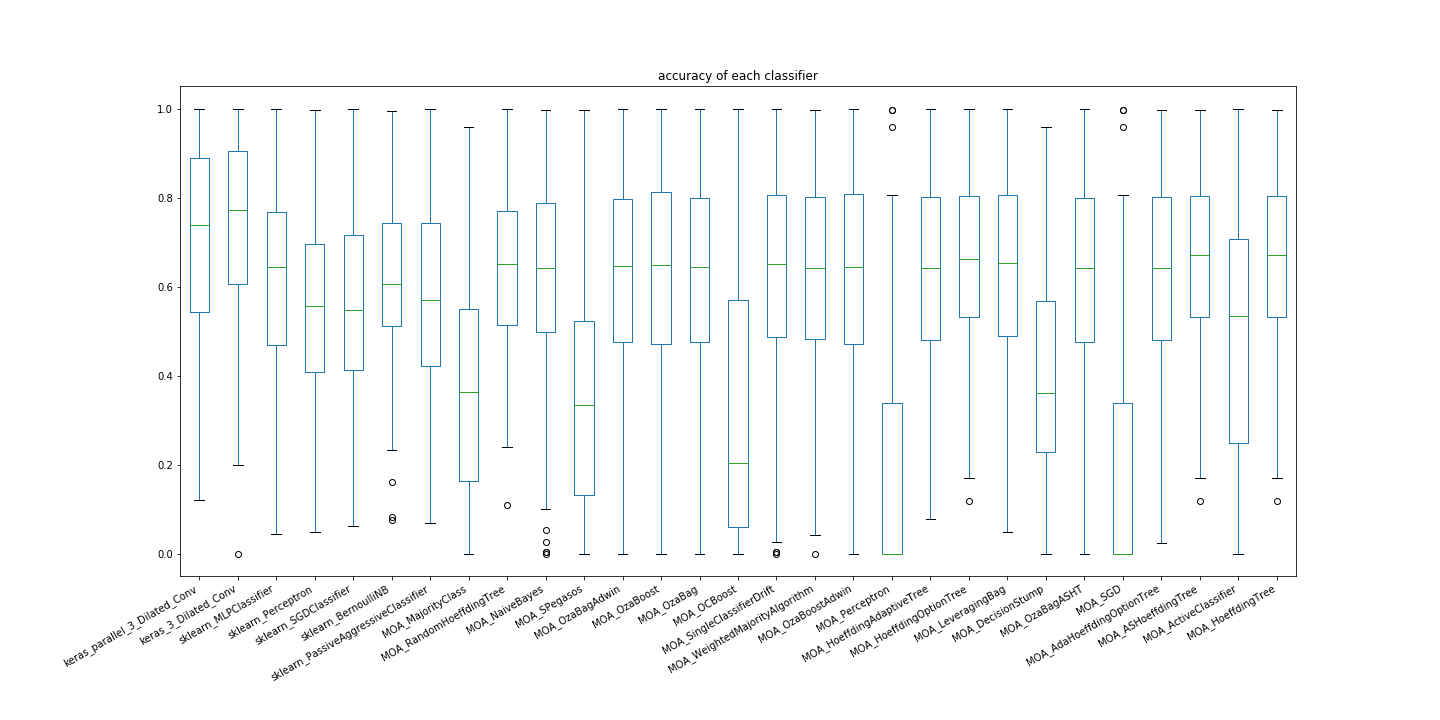 accuracy of each classifier
1.0
0.8
0.6
0.4
0.2
0.0
keras_parallel_3_Dilated_Conv
keras_3_Dilated_Conv
sklearn_MLPClassifier
sklearn_Perceptron
sklearn_SGDClassifier
sklearn_BernoulliNB
sklearn_PassiveAggressiveClassifier
MOA_MajorityClass
MOA_RandomHoeffdingTree
MOA_NaiveBayes
MOA_SPegasos
MOA_OzaBagAdwin
MOA_OzaBoost
MOA_OzaBag
MOA_OCBoost
MOA_SingleClassifierDrift
MOA_WeightedMajorityAlgorithm
MOA_OzaBoostAdwin
MOA_Perceptron
MOA_HoeffdingAdaptiveTree
MOA_HoeffdingOptionTree
MOA_LeveragingBag
MOA_DecisionStump
MOA_OzaBagASHT
MOA_SGD
MOA_AdaHoeffdingOptionTree
MOA_ASHoeffdingTree
MOA_ActiveClassifier
MOA_HoeffdingTree